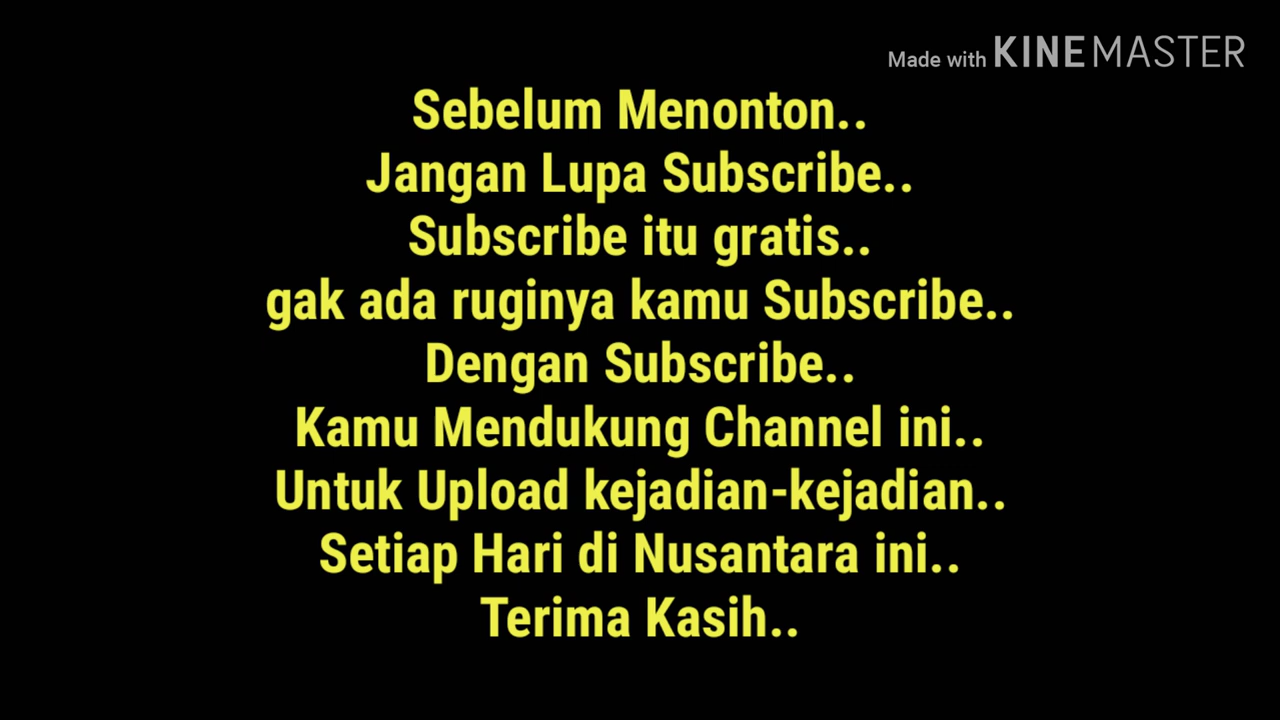 Made with KINEMASTER
Sebelum Menonton..
Jangan Lupa Subscribe..
Subscribe itu gratis..
gak ada ruginya kamu Subscribe..
Dengan Subscribe..
Kamu Mendukung Channel ini..
Untuk Upload kejadian-kejadian..
Setiap Hari di Nusantara ini..
Terima Kasih..